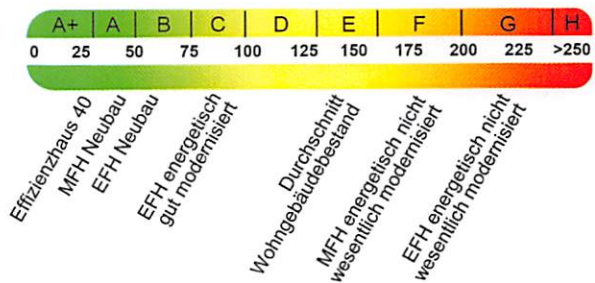 A+ A B C D E F G H
0 25 50 75 100 125 150 175 200 225 >250
Effizienzhaus 40
MFH Neubau
EFH Neubau
EFH energetisch
gut modernisiert
Durchschnitt
Wohngebäudebestand
MFH energetisch nicht
wesentlich modernisiert
EFH energetisch nicht
wesentlich modernisiert